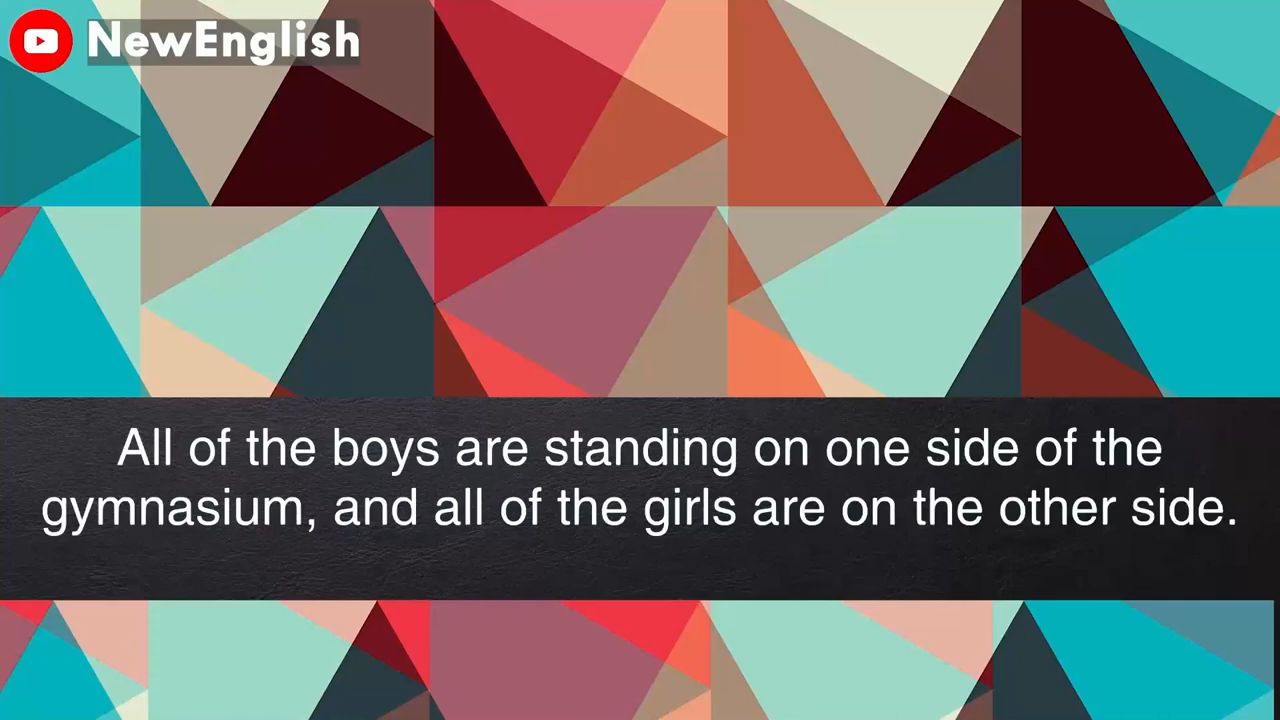 NewEnglish
All of the boys are standing on one side of the
gymnasium, and all of the girls are on the other side.